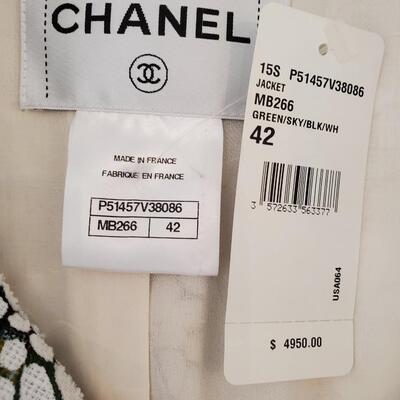 CHANEL
MADE IN FRANCE
FABRIQUE EN FRANCE
P51457V38086
MB266 42
15S P51457V38086
JACKET
MB266
GREEN/SKY/BLK/WH
42
3 572633 563377
USA064
$ 4950.00